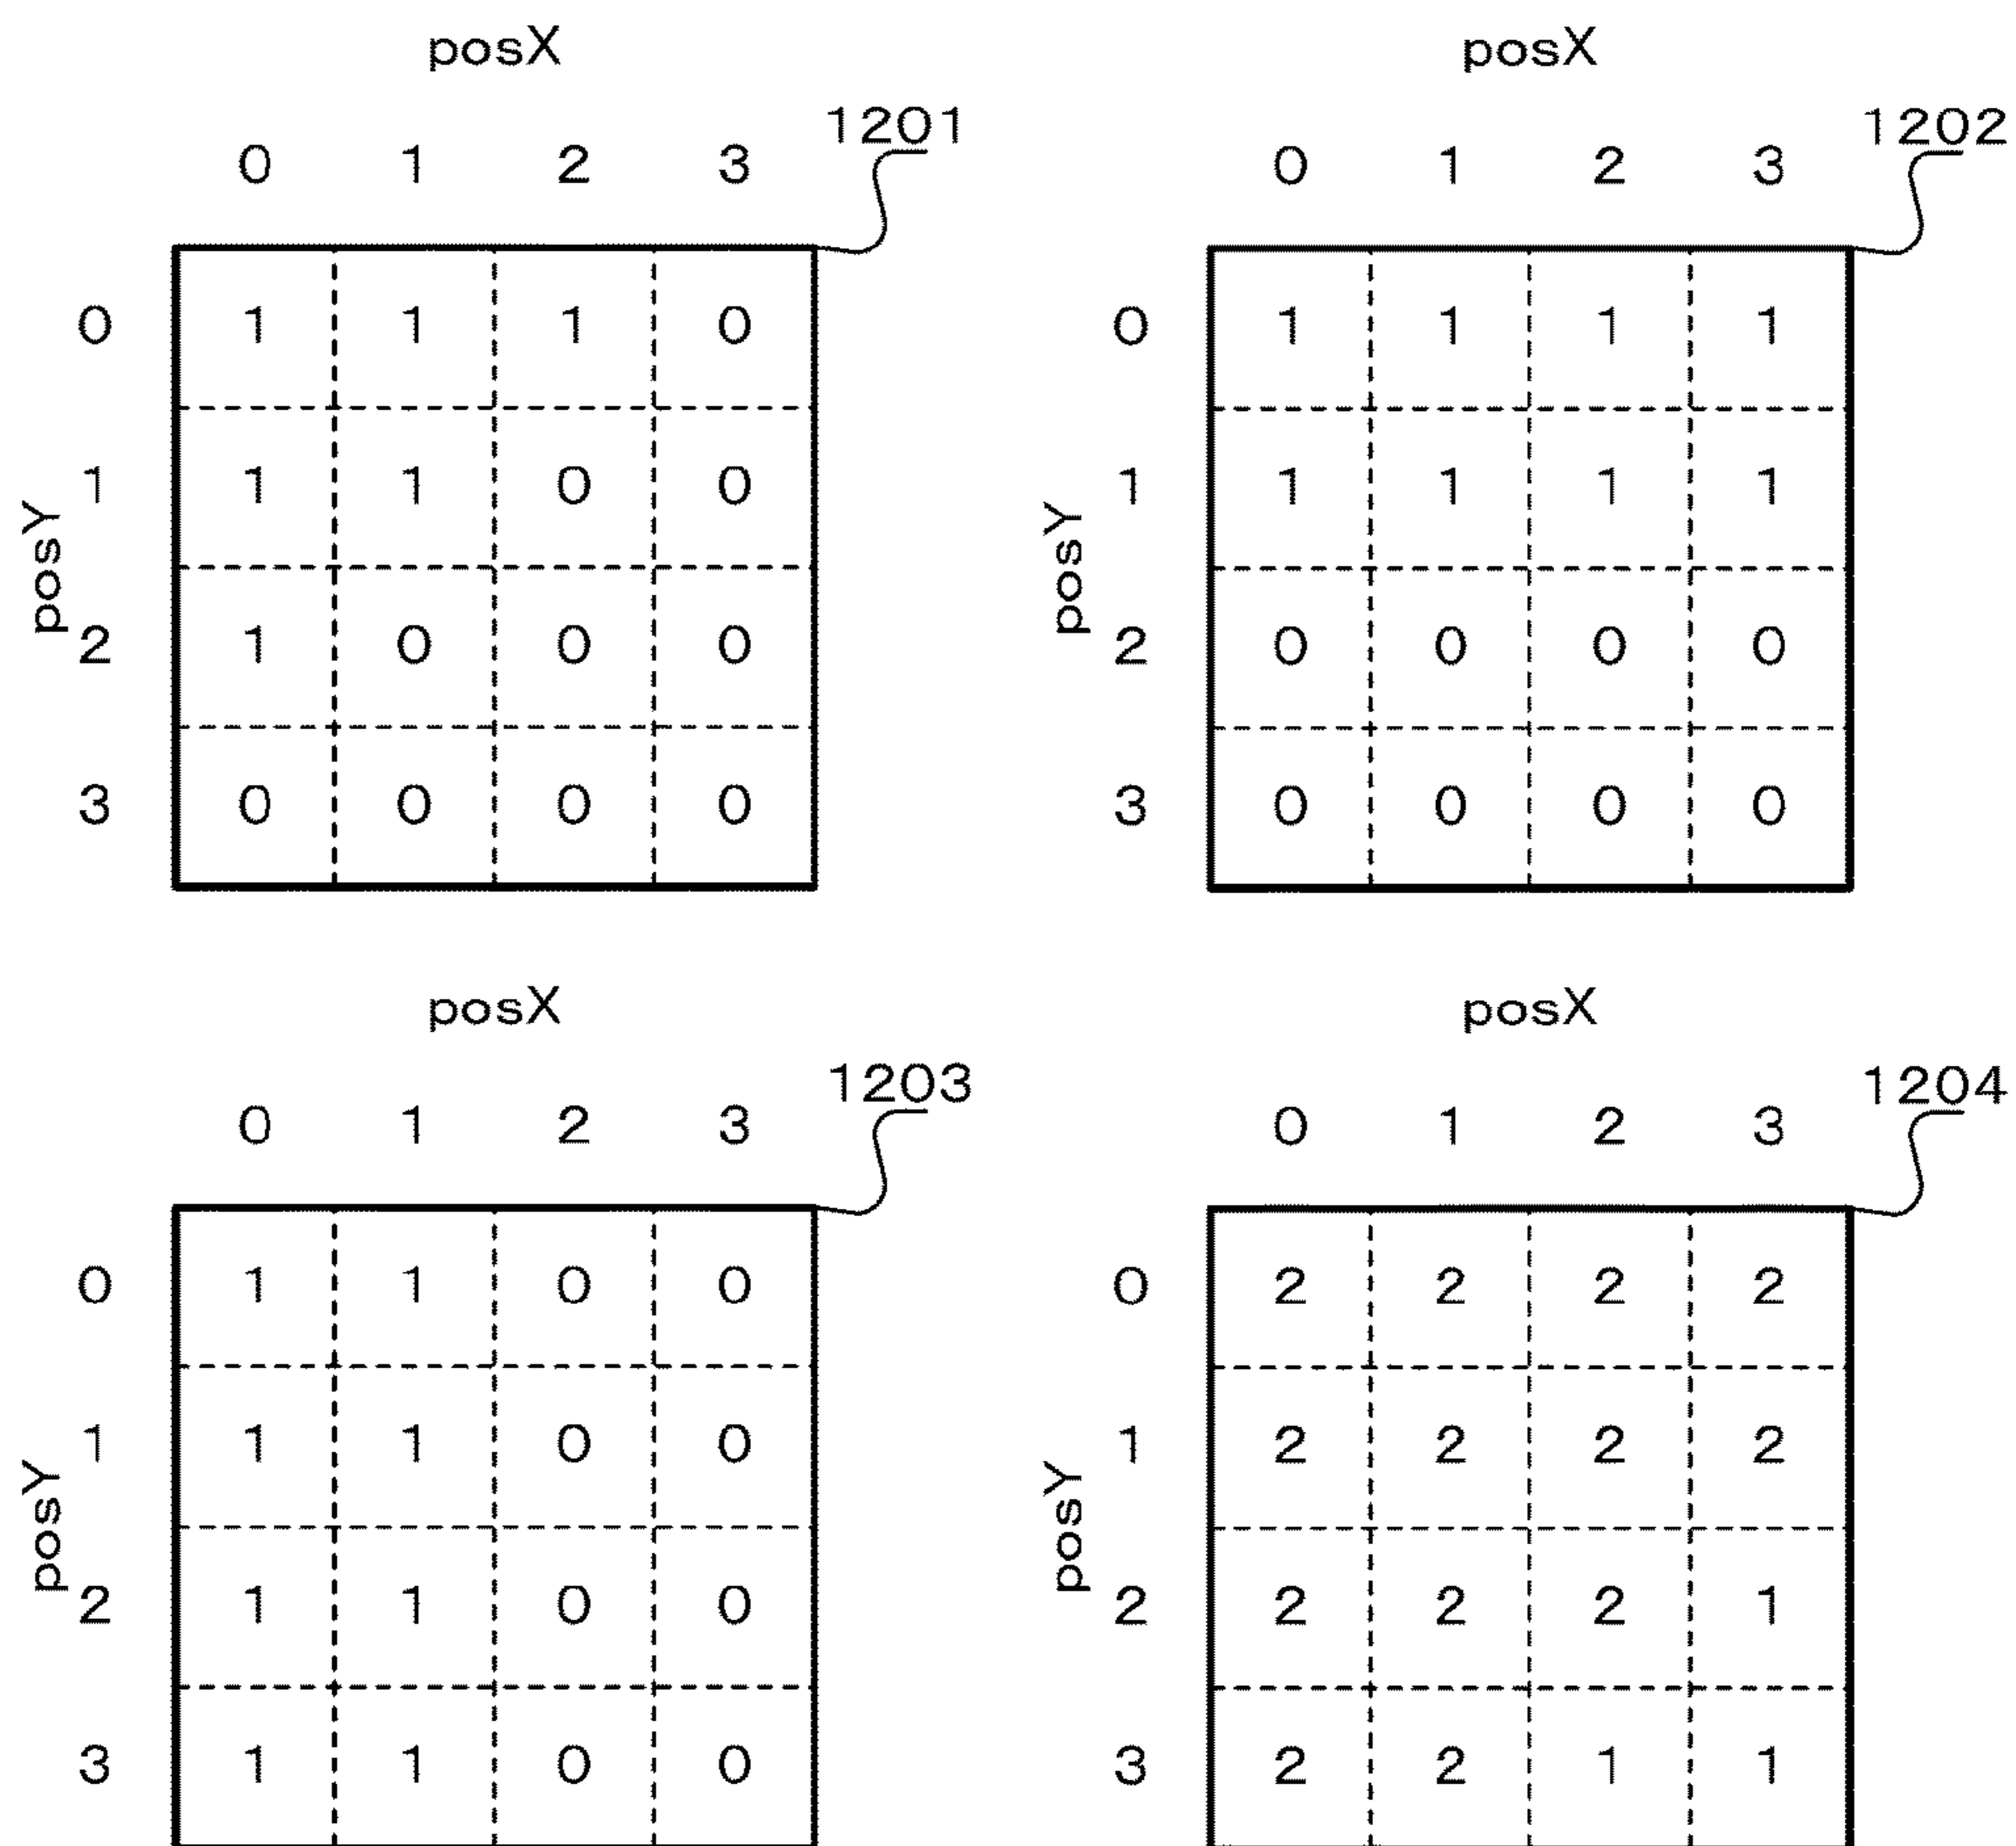 posX
1201
0 1 2 3
0 1 1 1 0
1 1 1 0 0
2 1 0 0 0
3 0 0 0 0
posY
posX
1202
0 1 2 3
0 1 1 1 1
1 1 1 1 1
2 0 0 0 0
3 0 0 0 0
posY
posX
1203
0 1 2 3
0 1 1 0 0
1 1 1 0 0
2 1 1 0 0
3 1 1 0 0
posY
posX
1204
0 1 2 3
0 2 2 2 2
1 2 2 2 2
2 2 2 2 1
3 2 2 1 1
posY